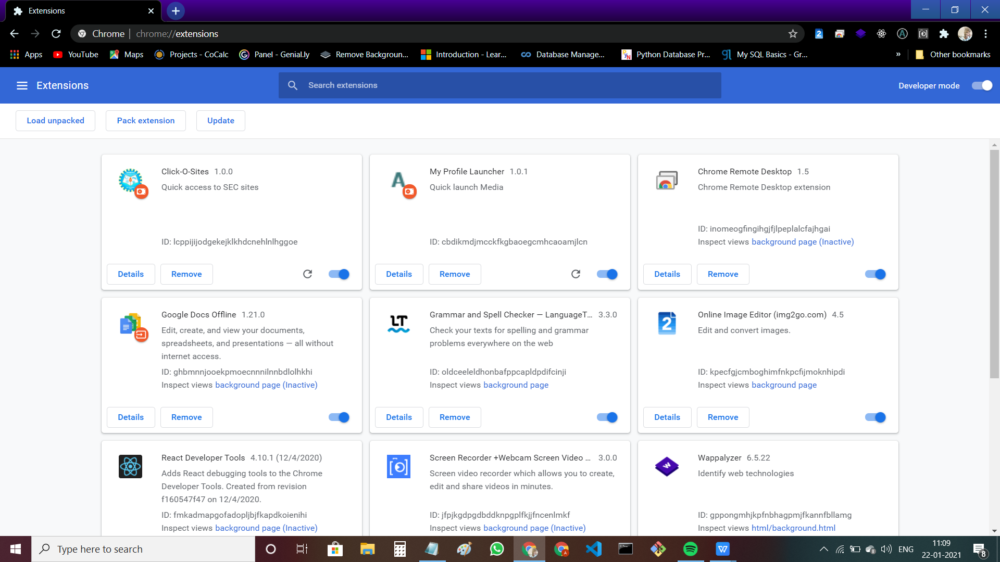 Extensions
Chrome | chrome://extensions
Apps YouTube Maps Projects - CoCalc Panel - Genial.ly Remove Backgroun... Introduction - Lear... Database Manage... Python Database Pr... My SQL Basics - Gr... » Other bookmarks
Extensions Search extensions Developer mode
Load unpacked Pack extension Update
Click-O-Sites 1.0.0
Quick access to SEC sites
ID: lcppijijodgekejklkhdcnehlnlhggoe
Details Remove
My Profile Launcher 1.0.1
Quick launch Media
ID: cbdikmdjmcckfkgbaoegcmhcaoamjlcn
Details Remove
Chrome Remote Desktop 1.5
Chrome Remote Desktop extension
ID: inomeogfingihgjfjlpeplalcfajhgai
Inspect views background page (Inactive)
Details Remove
Google Docs Offline 1.21.0
Edit, create, and view your documents,
spreadsheets, and presentations — all without
internet access.
ID: ghbmnnjooekpmoecnnnilnnbdlolhkhi
Inspect views background page (Inactive)
Details Remove
LT
Grammar and Spell Checker — LanguageT... 3.3.0
Check your texts for spelling and grammar
problems everywhere on the web
ID: oldceeleldhonbafppcapldpdifcinji
Inspect views background page
Details Remove
2
Online Image Editor (img2go.com) 4.5
Edit and convert images.
ID: kpecfgjcmboghimfnkpcfijmoknhipdi
Inspect views background page
Details Remove
React Developer Tools 4.10.1 (12/4/2020)
Adds React debugging tools to the Chrome
Developer Tools. Created from revision
f160547f47 on 12/4/2020.
ID: fmkadmapgofadopljbjfkapdkoienihi
Inspect views background page (Inactive)
Screen Recorder +Webcam Screen Video ... 3.0.0
Screen video recorder which allows you to create,
edit and share videos in minutes.
ID: jfpjkgdpgdbddknpgplfkjjfncenlmkf
Inspect views background page (Inactive)
Wappalyzer 6.5.22
Identify web technologies
ID: gppongmhjkpfnbhagpmjfkannfbllamg
Inspect views html/background.html
Type here to search
ENG
11:09
22-01-2021
8